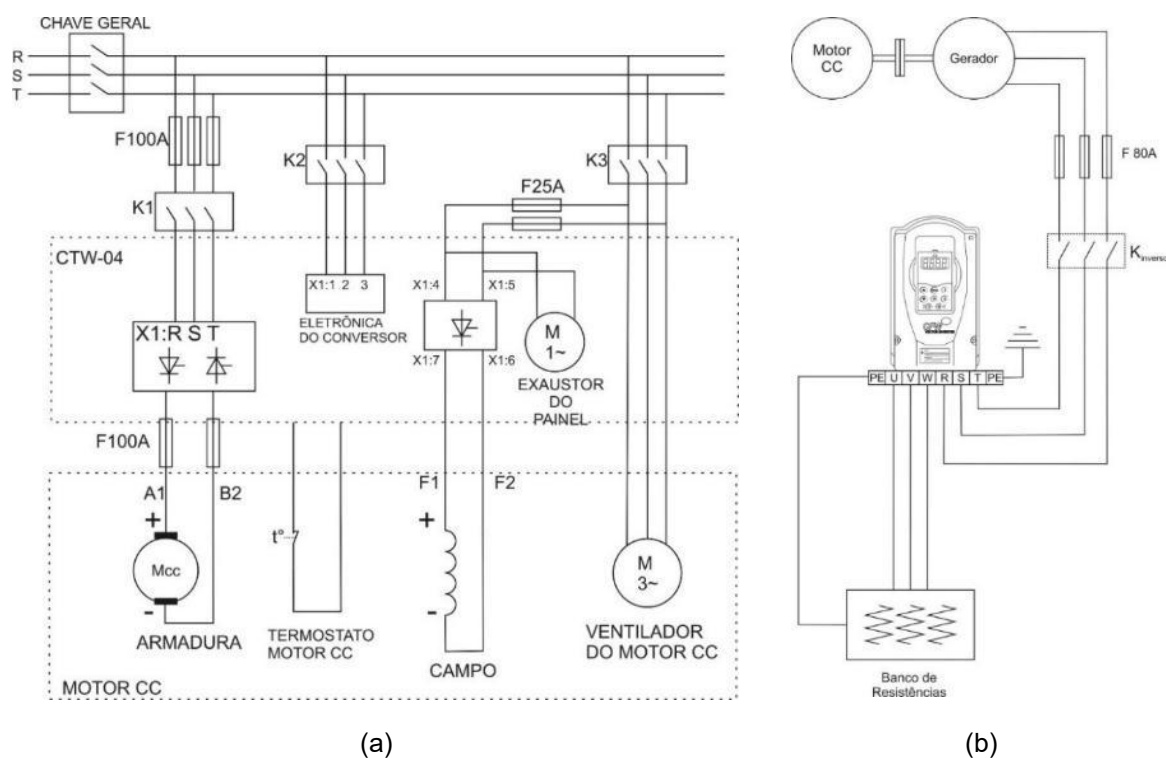 CHAVE GERAL
R
S
T
F100A
K1
K2
K3
F25A
CTW-04
X1:1 2 3
ELETRÔNICA
DO CONVERSOR
X1:4
X1:5
X1:R S T
X1:7
X1:6
M
1~
EXAUSTOR
DO
PAINEL
F100A
A1
B2
+
Mcc
-
ARMADURA
t°
TERMOSTATO
MOTOR CC
F1
F2
+
-
CAMPO
M
3~
VENTILADOR
DO MOTOR CC
MOTOR CC
(a)
Motor
CC
Gerador
F 80A
PE U V W R S T PE
Banco de
Resistências
(b)